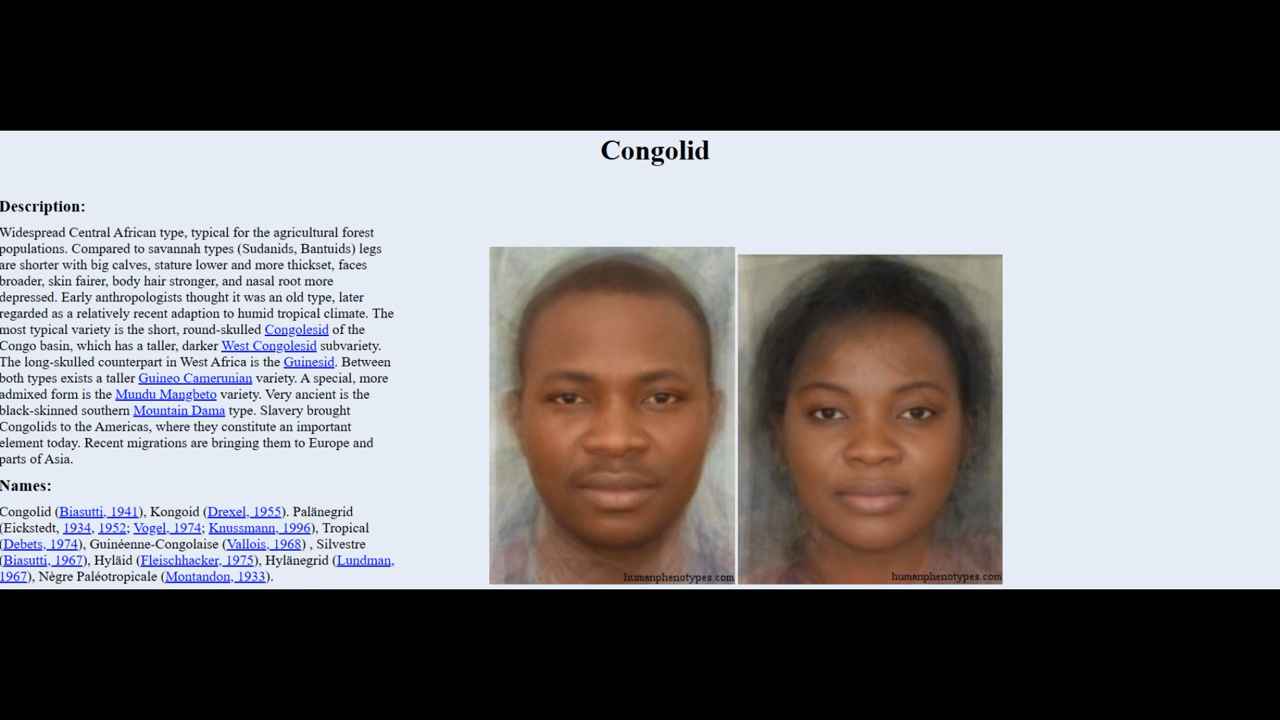 Congolid
Description:
Widespread Central African type, typical for the agricultural forest
populations. Compared to savannah types (Sudanids, Bantuids) legs
are shorter with big calves, stature lower and more thickset, faces
broader, skin fairer, body hair stronger, and nasal root more
depressed. Early anthropologists thought it was an old type, later
regarded as a relatively recent adaption to humid tropical climate. The
most typical variety is the short, round-skulled Congolesid of the
Congo basin, which has a taller, darker West Congolesid subvariety.
The long-skulled counterpart in West Africa is the Guinesid. Between
both types exists a taller Guineo Camerunian variety. A special, more
admixed form is the Mundu Mangbeto variety. Very ancient is the
black-skinned southern Mountain Dama type. Slavery brought
Congolids to the Americas, where they constitute an important
element today. Recent migrations are bringing them to Europe and
parts of Asia.
Names:
Congolid (Biasutti, 1941), Kongoid (Drexel, 1955). Palänegrid
(Eickstedt, 1934, 1952; Vogel, 1974; Knussmann, 1996), Tropical
(Debets, 1974), Guinéenne-Congolaise (Vallois, 1968) , Silvestre
(Biasutti, 1967), Hyläid (Fleischhacker, 1975), Hylänegrid (Lundman,
1967), Nègre Paléotropicale (Montandon, 1933).
humanphenotypes.com
humanphenotypes.com